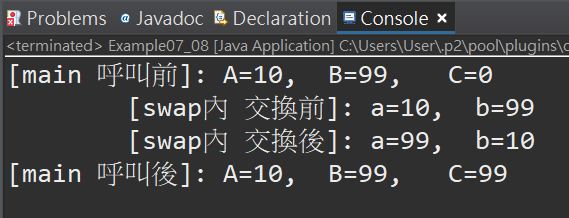 Problems @ Javadoc Declaration Console ×
<terminated> Example07_08 [Java Application] C:\Users\User\.p2\pool\plugins\
[main 呼叫前]: A=10,  B=99,   C=0
        [swap內 交換前]: a=10,  b=99
        [swap內 交換後]: a=99,  b=10
[main 呼叫後]: A=10,  B=99,   C=99